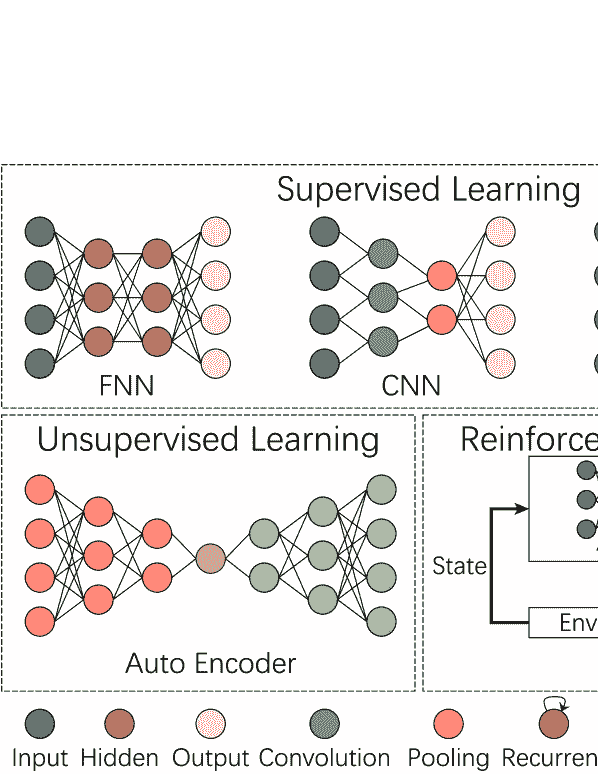 Supervised Learning
FNN
CNN
Unsupervised Learning
Reinforce
State
Env
Auto Encoder
Input Hidden Output Convolution Pooling Recurren